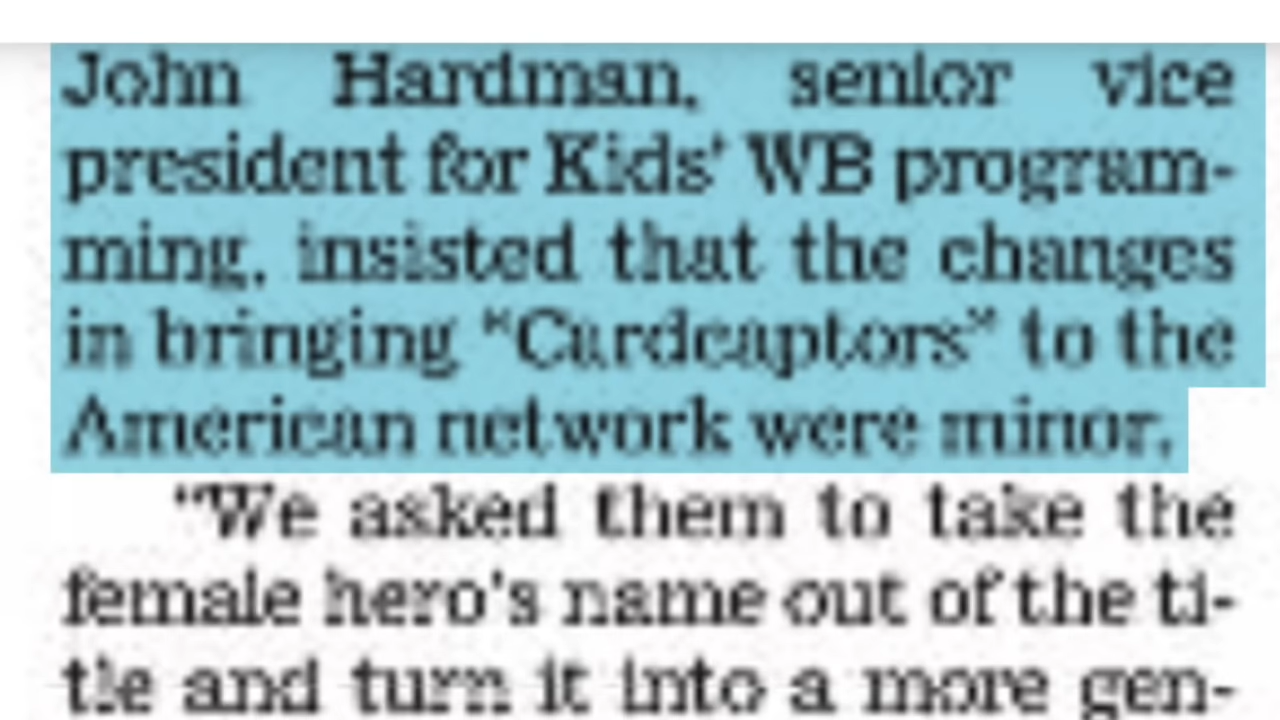 John Hardman, senior vice
president for Kids' WB program-
ming, insisted that the changes
in bringing "Cardcaptors" to the
American network were minor.
"We asked them to take the
female hero's name out of the ti-
tle and turn it into a more gen-